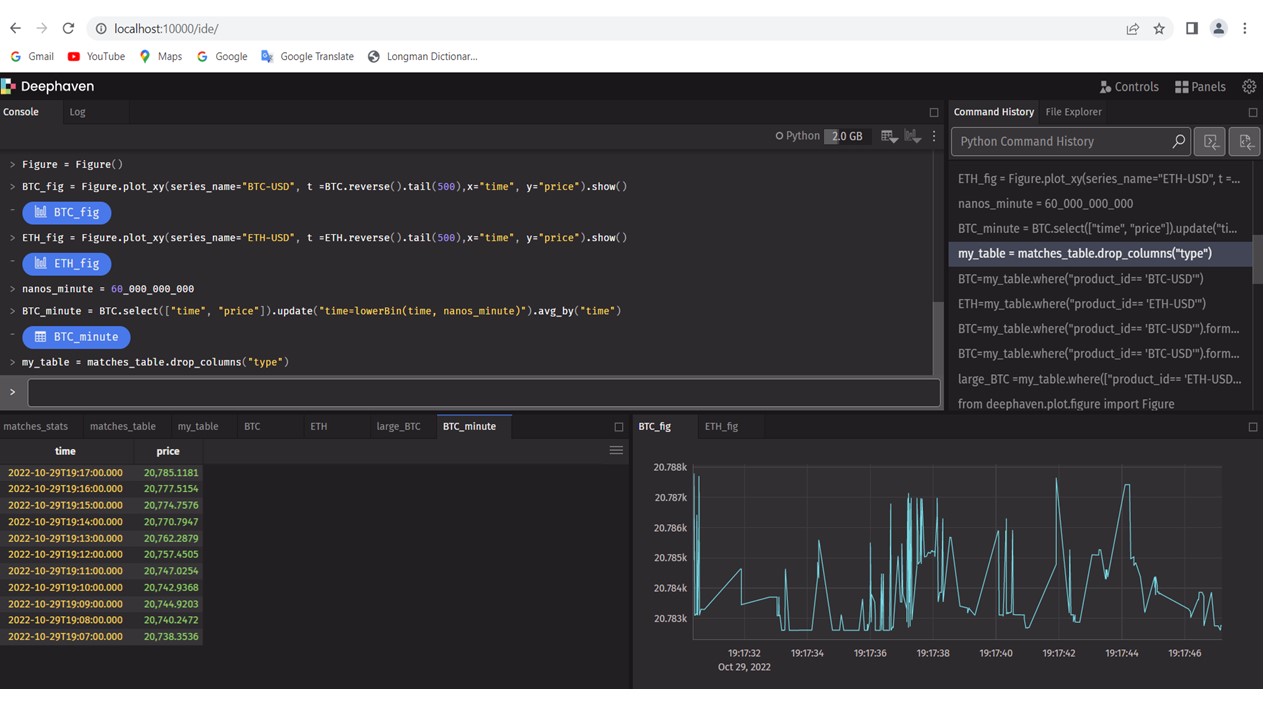 localhost:10000/ide/
Gmail YouTube Maps Google Google Translate Longman Dictionar...
Deephaven Controls Panels
Console Log
Python 2.0 GB
> Figure = Figure()
> BTC_fig = Figure.plot_xy(series_name="BTC-USD", t =BTC.reverse().tail(500),x="time", y="price").show()
BTC_fig
> ETH_fig = Figure.plot_xy(series_name="ETH-USD", t =ETH.reverse().tail(500),x="time", y="price").show()
ETH_fig
> nanos_minute = 60_000_000_000
> BTC_minute = BTC.select(["time", "price"]).update("time=lowerBin(time, nanos_minute)").avg_by("time")
BTC_minute
> my_table = matches_table.drop_columns("type")
>
Command History File Explorer
Python Command History
ETH_fig = Figure.plot_xy(series_name="ETH-USD", t =...
nanos_minute = 60_000_000_000
BTC_minute = BTC.select(["time", "price"]).update("ti...
my_table = matches_table.drop_columns("type")
BTC=my_table.where("product_id== 'BTC-USD'")
ETH=my_table.where("product_id== 'ETH-USD'")
BTC=my_table.where("product_id== 'BTC-USD'").form...
BTC=my_table.where("product_id== 'BTC-USD'").form...
large_BTC =my_table.where(["product_id== 'ETH-USD...
from deephaven.plot.figure import Figure
matches_stats matches_table my_table BTC ETH large_BTC BTC_minute
time price
2022-10-29T19:17:00.000 20,785.1181
2022-10-29T19:16:00.000 20,777.5154
2022-10-29T19:15:00.000 20,774.7576
2022-10-29T19:14:00.000 20,770.7947
2022-10-29T19:13:00.000 20,762.2879
2022-10-29T19:12:00.000 20,757.4505
2022-10-29T19:11:00.000 20,747.0254
2022-10-29T19:10:00.000 20,742.9368
2022-10-29T19:09:00.000 20,744.9203
2022-10-29T19:08:00.000 20,740.2472
2022-10-29T19:07:00.000 20,738.3536
BTC_fig ETH_fig
20.788k
20.787k
20.786k
20.785k
20.784k
20.783k
19:17:32 19:17:34 19:17:36 19:17:38 19:17:40 19:17:42 19:17:44 19:17:46
Oct 29, 2022